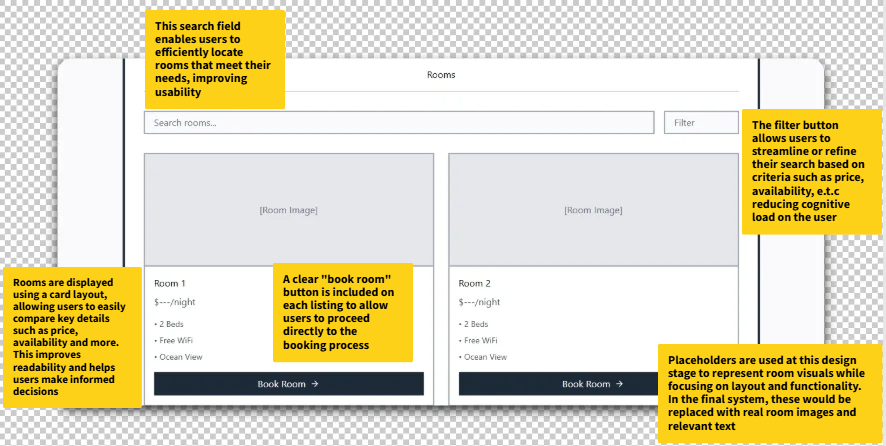 This search field
enables users to
efficiently locate
rooms that meet their
needs, improving
usability
Rooms
Search rooms...
Filter
The filter button
allows users to
streamline or refine
their search based on
criteria such as price,
availability, e.t.c
reducing cognitive
load on the user
[Room Image]
[Room Image]
Rooms are displayed
using a card layout,
allowing users to easily
compare key details
such as price,
availability and more.
This improves
readability and helps
users make informed
decisions
Room 1
$---/night
• 2 Beds
• Free WiFi
• Ocean View
Book Room →
A clear "book room"
button is included on
each listing to allow
users to proceed
directly to the
booking process
Room 2
$---/night
• 2 Beds
• Free WiFi
• Ocean View
Book Room
Placeholders are used at this design
stage to represent room visuals while
focusing on layout and functionality.
In the final system, these would be
replaced with real room images and
relevant text